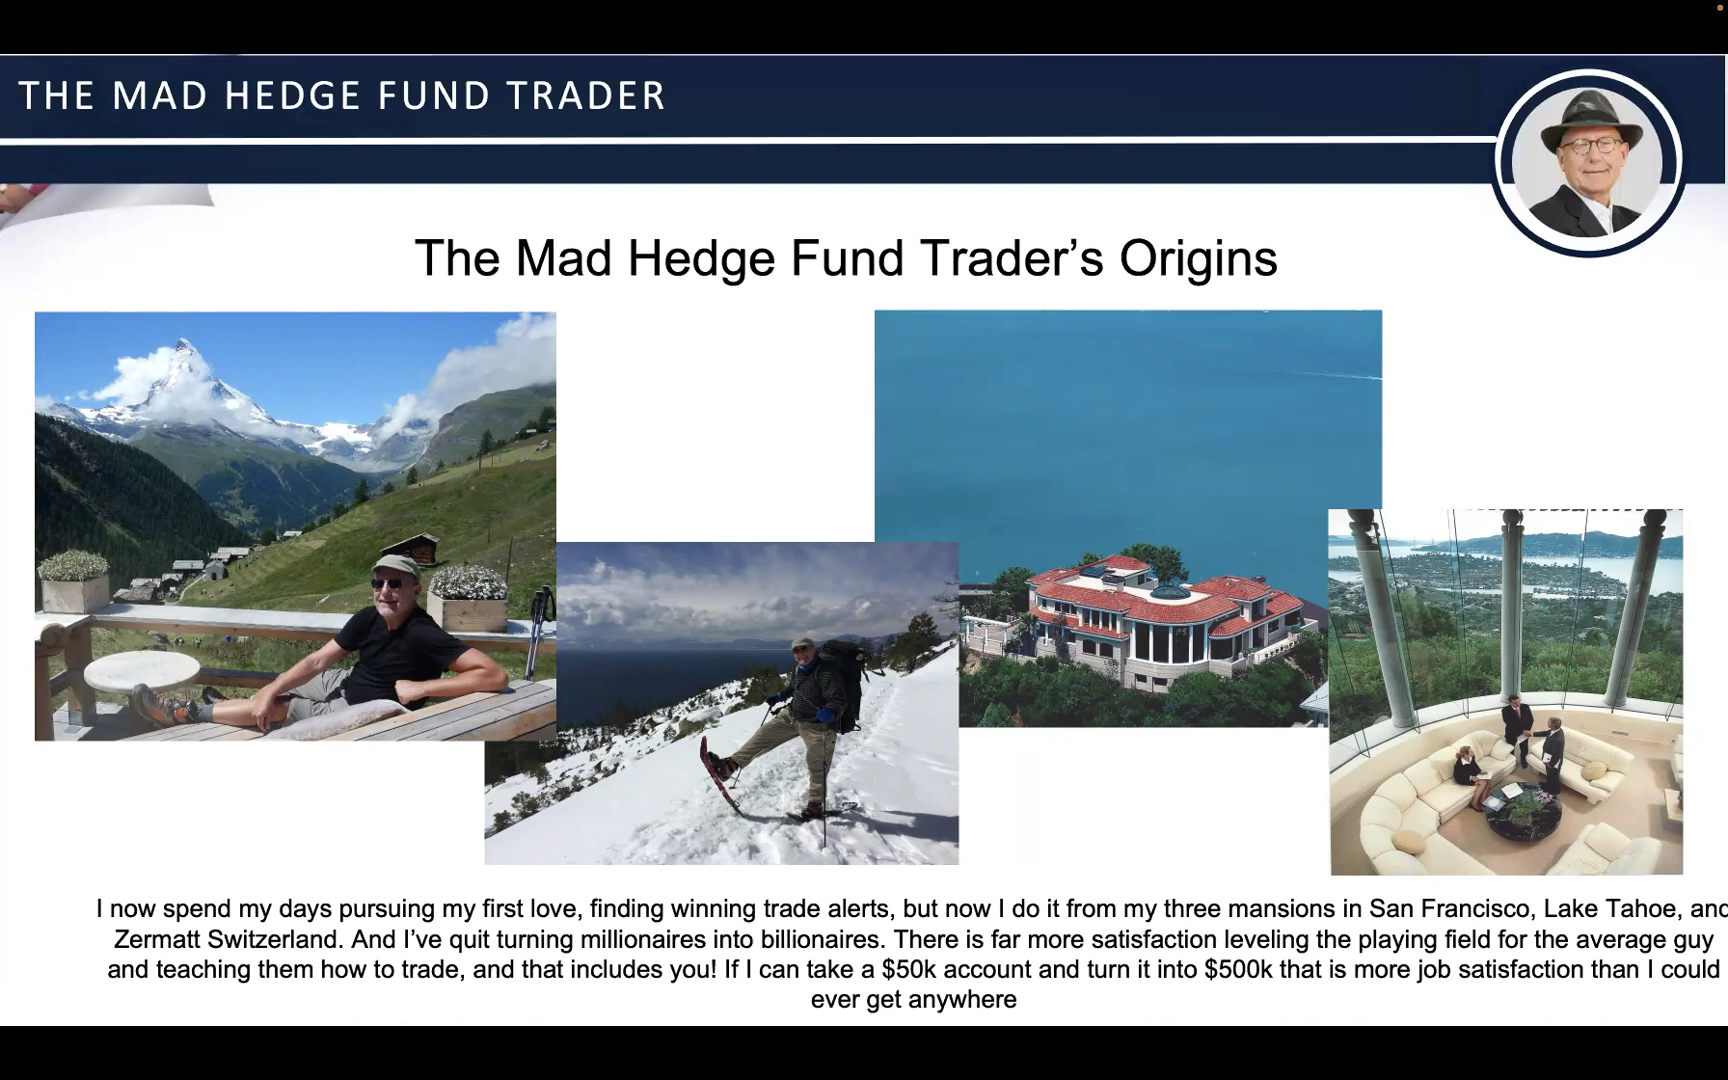 THE MAD HEDGE FUND TRADER
The Mad Hedge Fund Trader’s Origins
I now spend my days pursuing my first love, finding winning trade alerts, but now I do it from my three mansions in San Francisco, Lake Tahoe, and
Zermatt Switzerland. And I’ve quit turning millionaires into billionaires. There is far more satisfaction leveling the playing field for the average guy
and teaching them how to trade, and that includes you! If I can take a $50k account and turn it into $500k that is more job satisfaction than I could
ever get anywhere